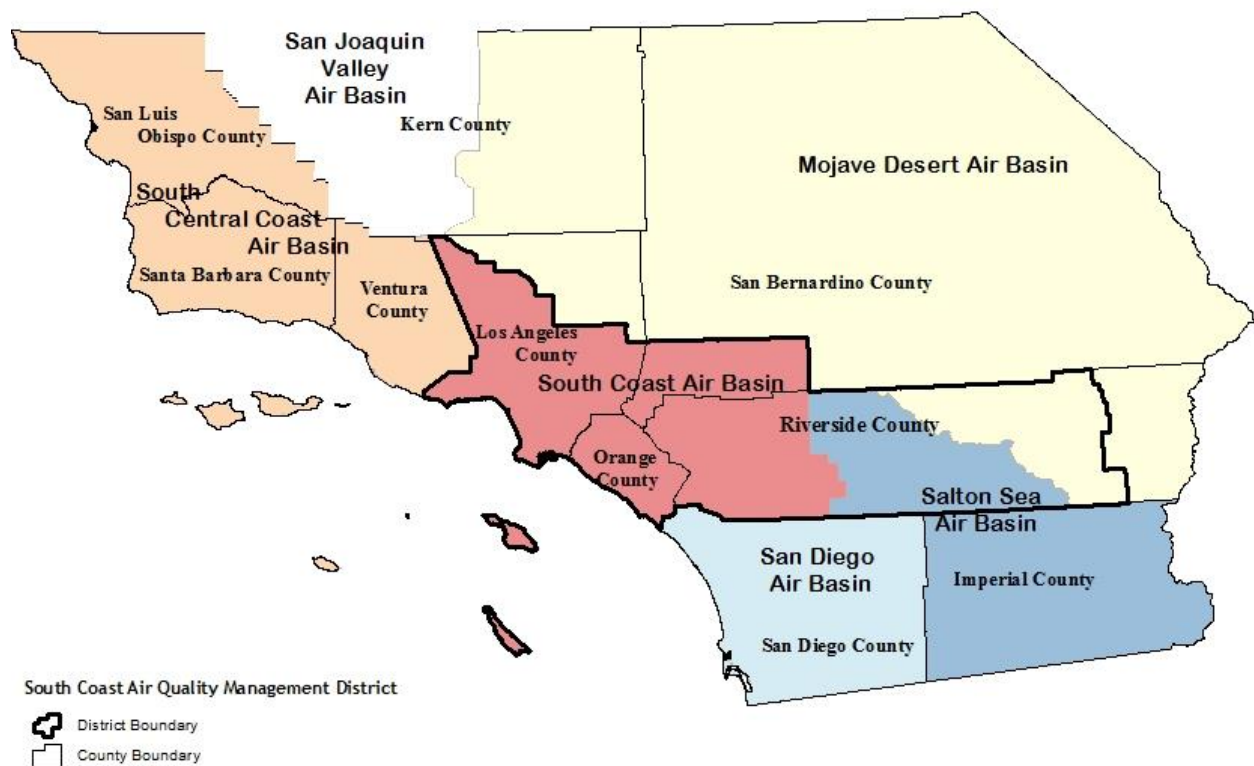 San Joaquin
Valley
Air Basin
San Luis
Obispo County
Kern County
Mojave Desert Air Basin
South
Central Coast
Air Basin
Santa Barbara County
Ventura
County
San Bernardino County
Los Angeles
County
South Coast Air Basin
Riverside County
Orange
County
Salton Sea
Air Basin
San Diego
Air Basin
Imperial County
San Diego County
South Coast Air Quality Management District
District Boundary
County Boundary